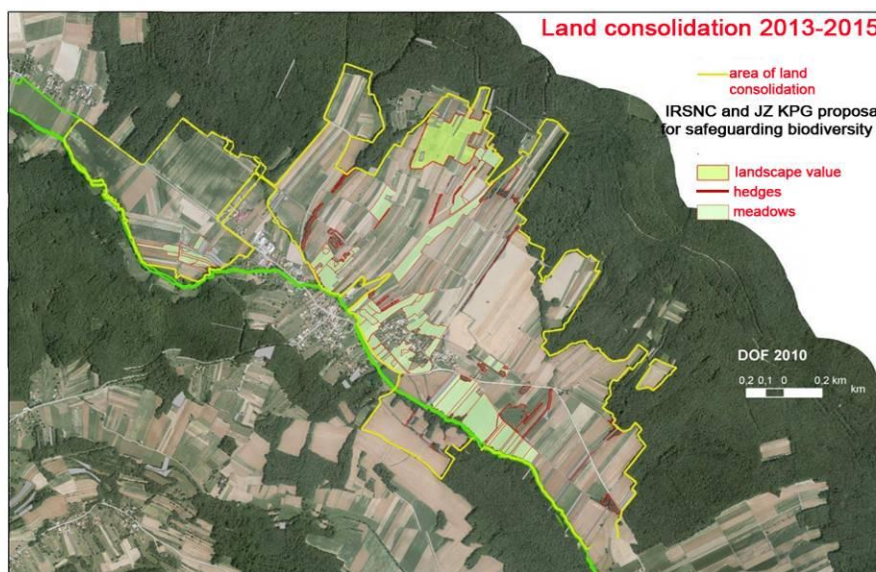 Land consolidation 2013-2015
area of land
consolidation
IRSNC and JZ KPG proposa
for safeguarding biodiversity
landscape value
hedges
meadows
DOF 2010
0,2 0,1 0 0,2 km
km